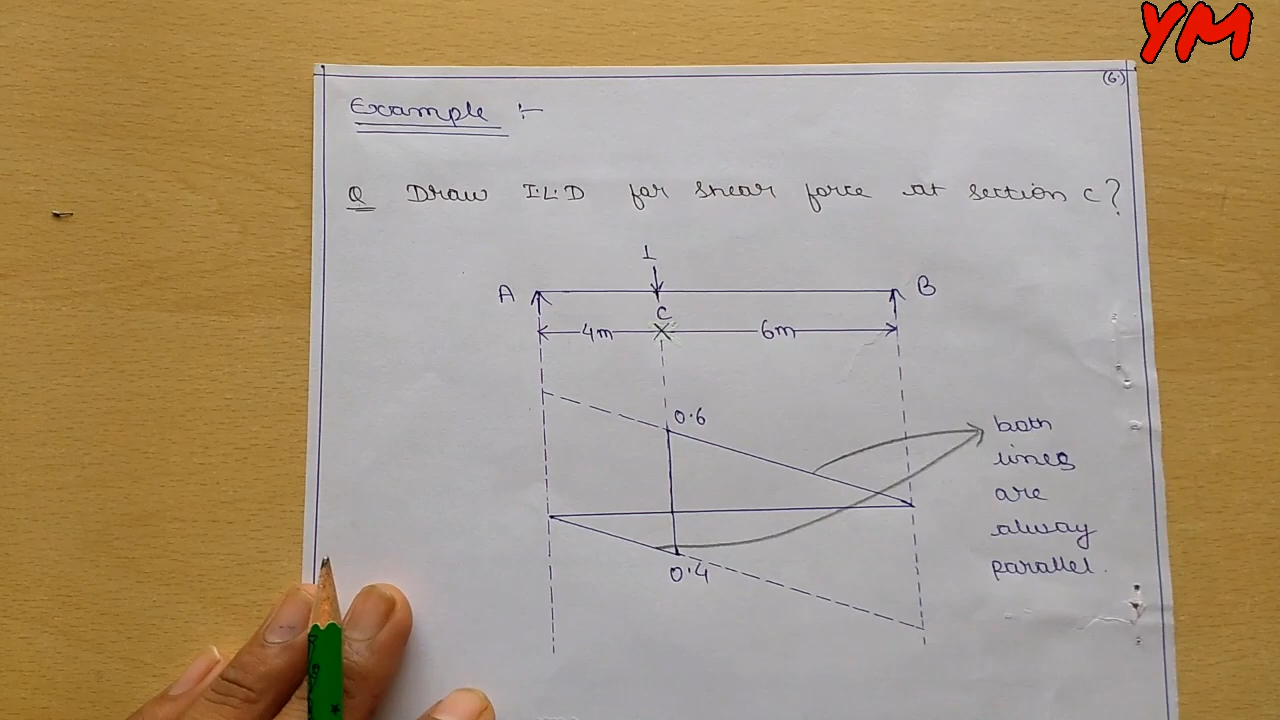 YM
(6.)
Example :-
Q Draw I.L.D for shear force at section C?
1
A B
C
4m 6m
0.6
both
lines
are
alway
parallel.
0.4